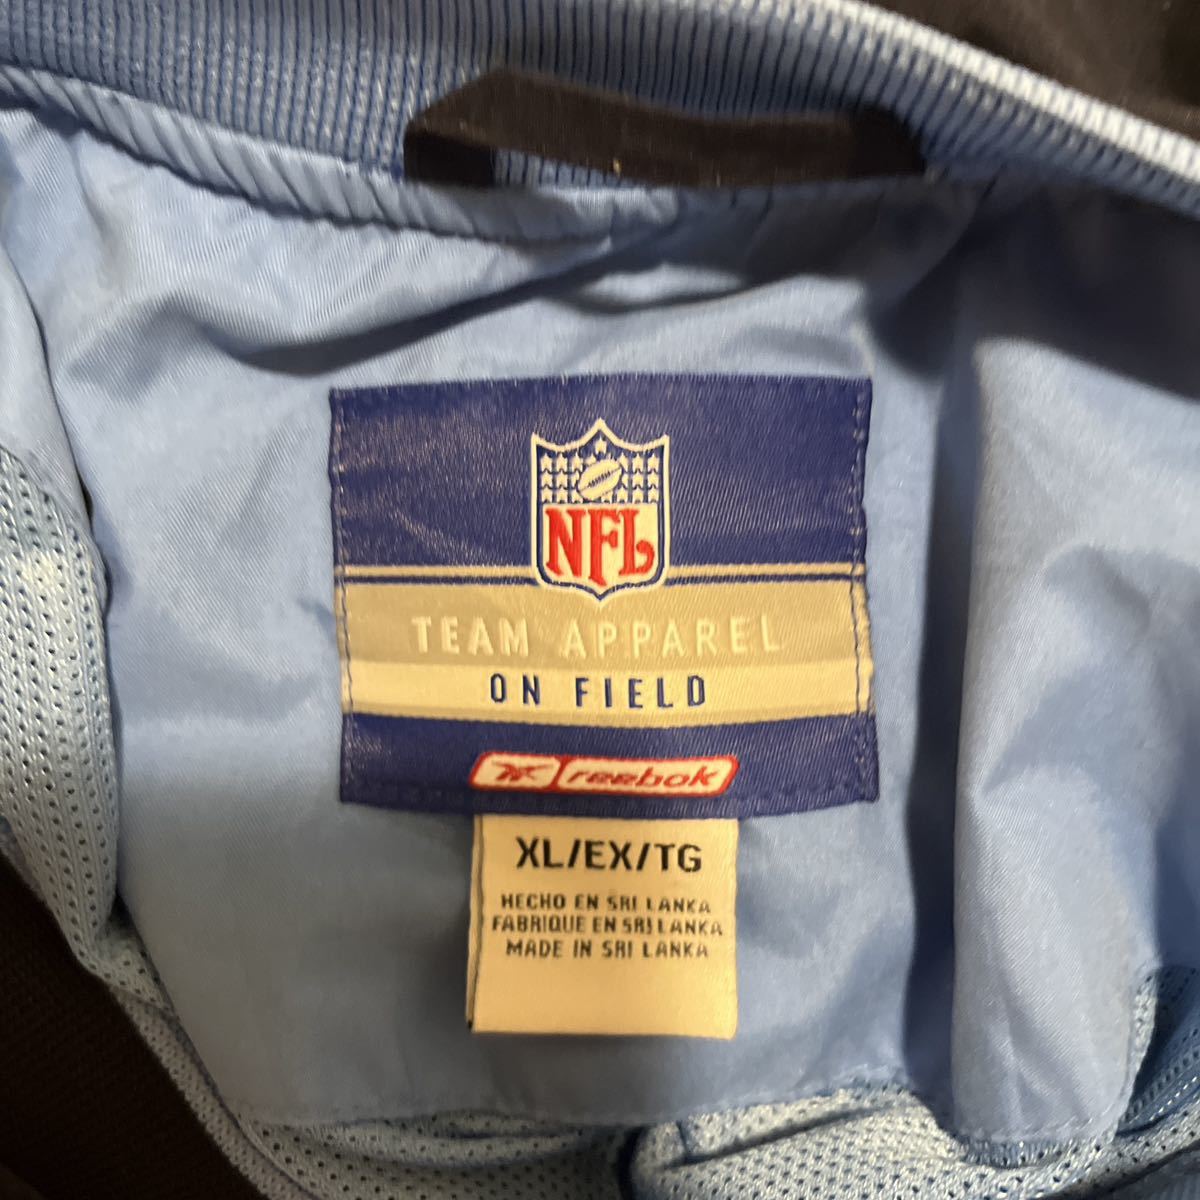 NFL
TEAM APPAREL
ON FIELD
reebok
XL/EX/TG
HECHO EN SRI LANKA
FABRIQUE EN SRI LANKA
MADE IN SRI LANKA